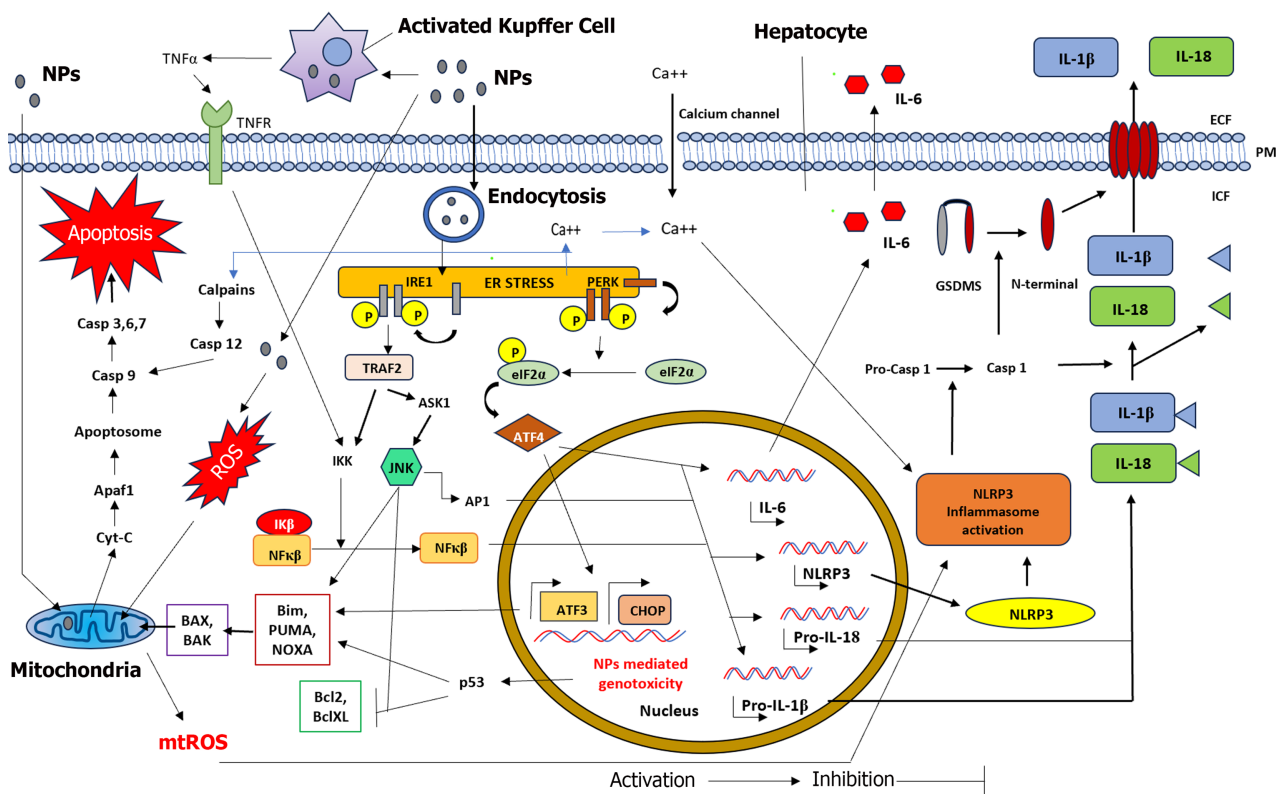 Activated Kupffer Cell
Hepatocyte
TNFα
NPs
NPs
Ca++
IL-1β
IL-18
IL-6
TNFR
Calcium channel
ECF
PM
ICF
Endocytosis
Apoptosis
Ca++
Ca++
IL-6
IL-1β
GSDMS
N-terminal
IL-18
Calpains
IRE1
ER STRESS
PERK
P
P
P
P
Casp 3,6,7
Casp 12
Casp 9
TRAF2
P
eIF2α
eIF2α
Pro-Casp 1
Casp 1
ASK1
IL-1β
Apoptosome
ATF4
ROS
IKK
JNK
IL-18
Apaf1
AP1
IL-6
NLRP3
Inflammasome
activation
IKβ
NFκβ
NFκβ
Cyt-C
NLRP3
ATF3
CHOP
NLRP3
BAX,
BAK
Bim,
PUMA,
NOXA
Pro-IL-18
Mitochondria
NPs mediated
genotoxicity
p53
Bcl2,
BclXL
Nucleus
Pro-IL-1β
mtROS
Activation
Inhibition